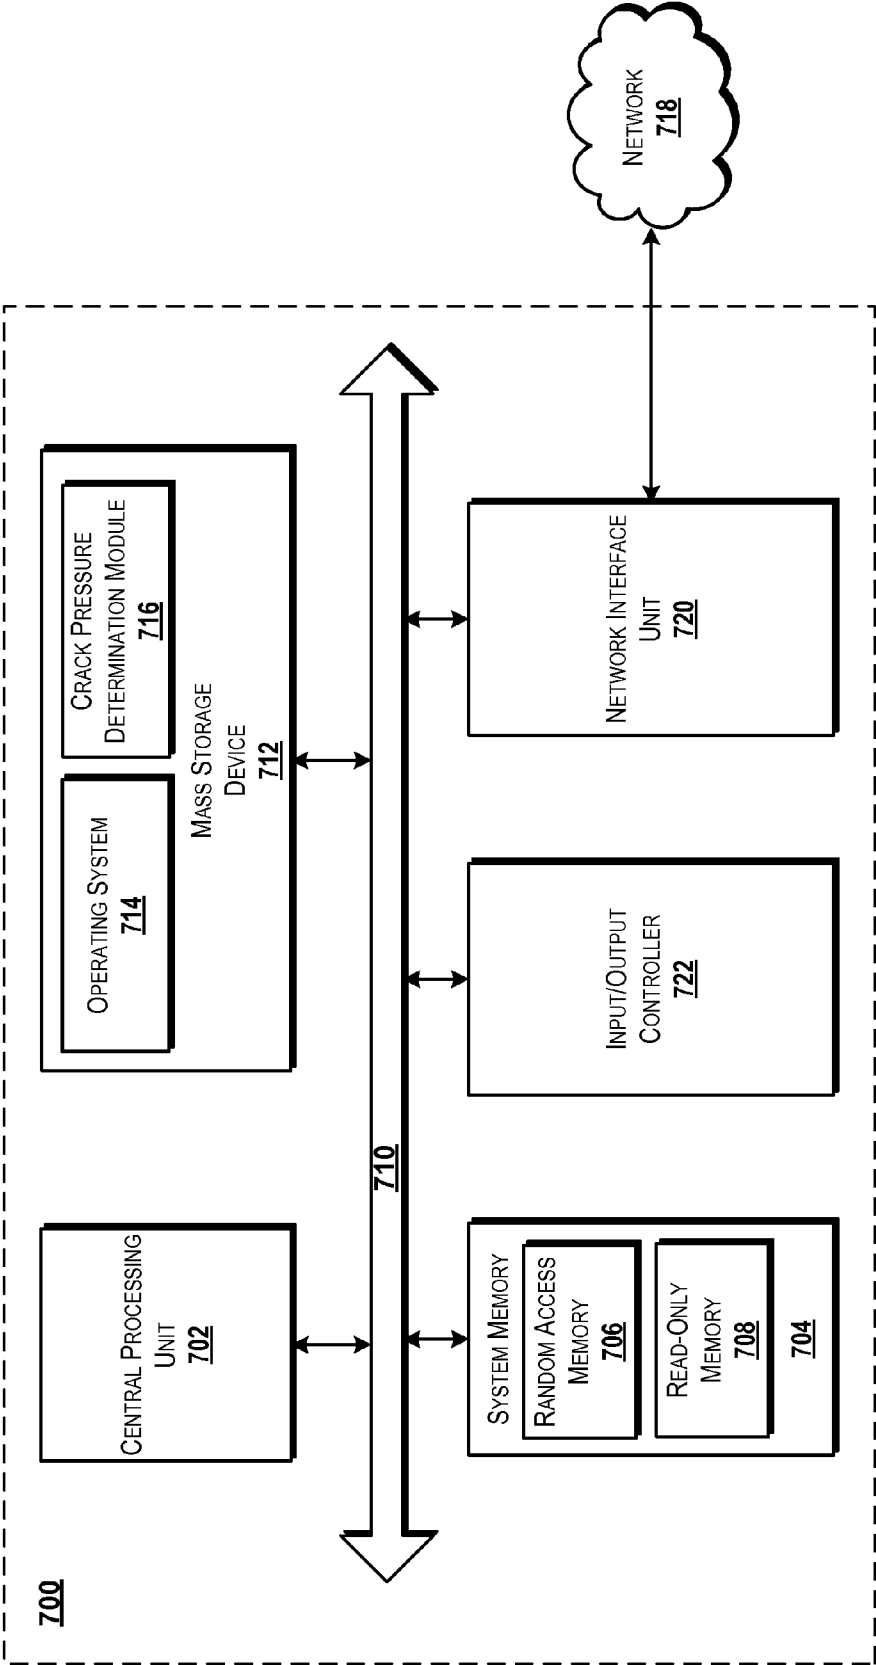 700
CENTRAL PROCESSING
UNIT
702
OPERATING SYSTEM
714
CRACK PRESSURE
DETERMINATION MODULE
716
MASS STORAGE
DEVICE
712
710
SYSTEM MEMORY
RANDOM ACCESS
MEMORY
706
READ-ONLY
MEMORY
708
704
INPUT/OUTPUT
CONTROLLER
722
NETWORK INTERFACE
UNIT
720
NETWORK
718